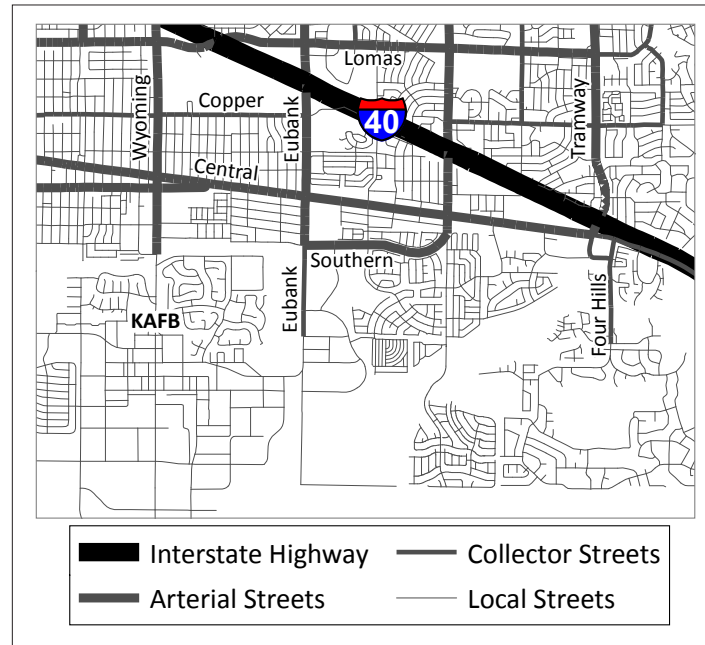 Lomas
Wyoming
Copper
Eubank
40
Tramway
Central
Southern
Eubank
KAFB
Four Hills
Interstate Highway
Collector Streets
Arterial Streets
Local Streets